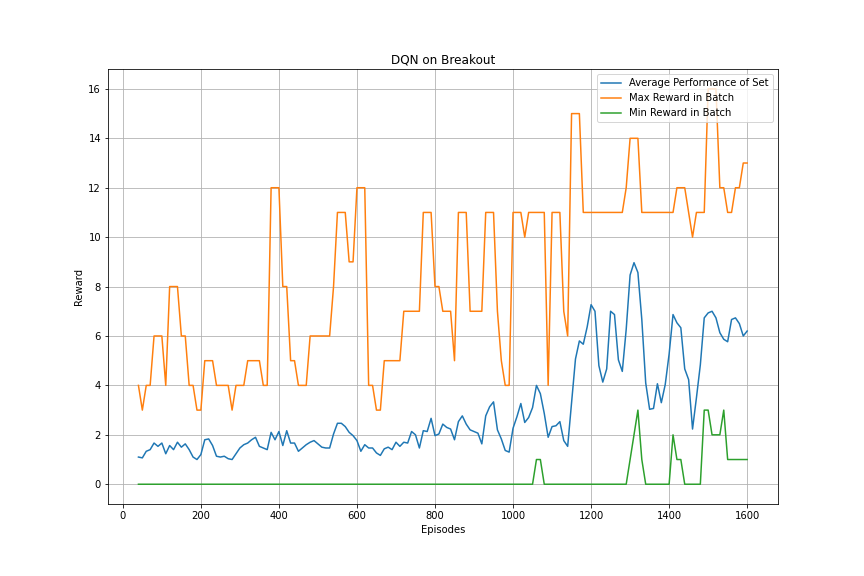 DQN on Breakout
Average Performance of Set
Max Reward in Batch
Min Reward in Batch
16
14
12
10
8
6
4
2
0
Reward
0 200 400 600 800 1000 1200 1400 1600
Episodes